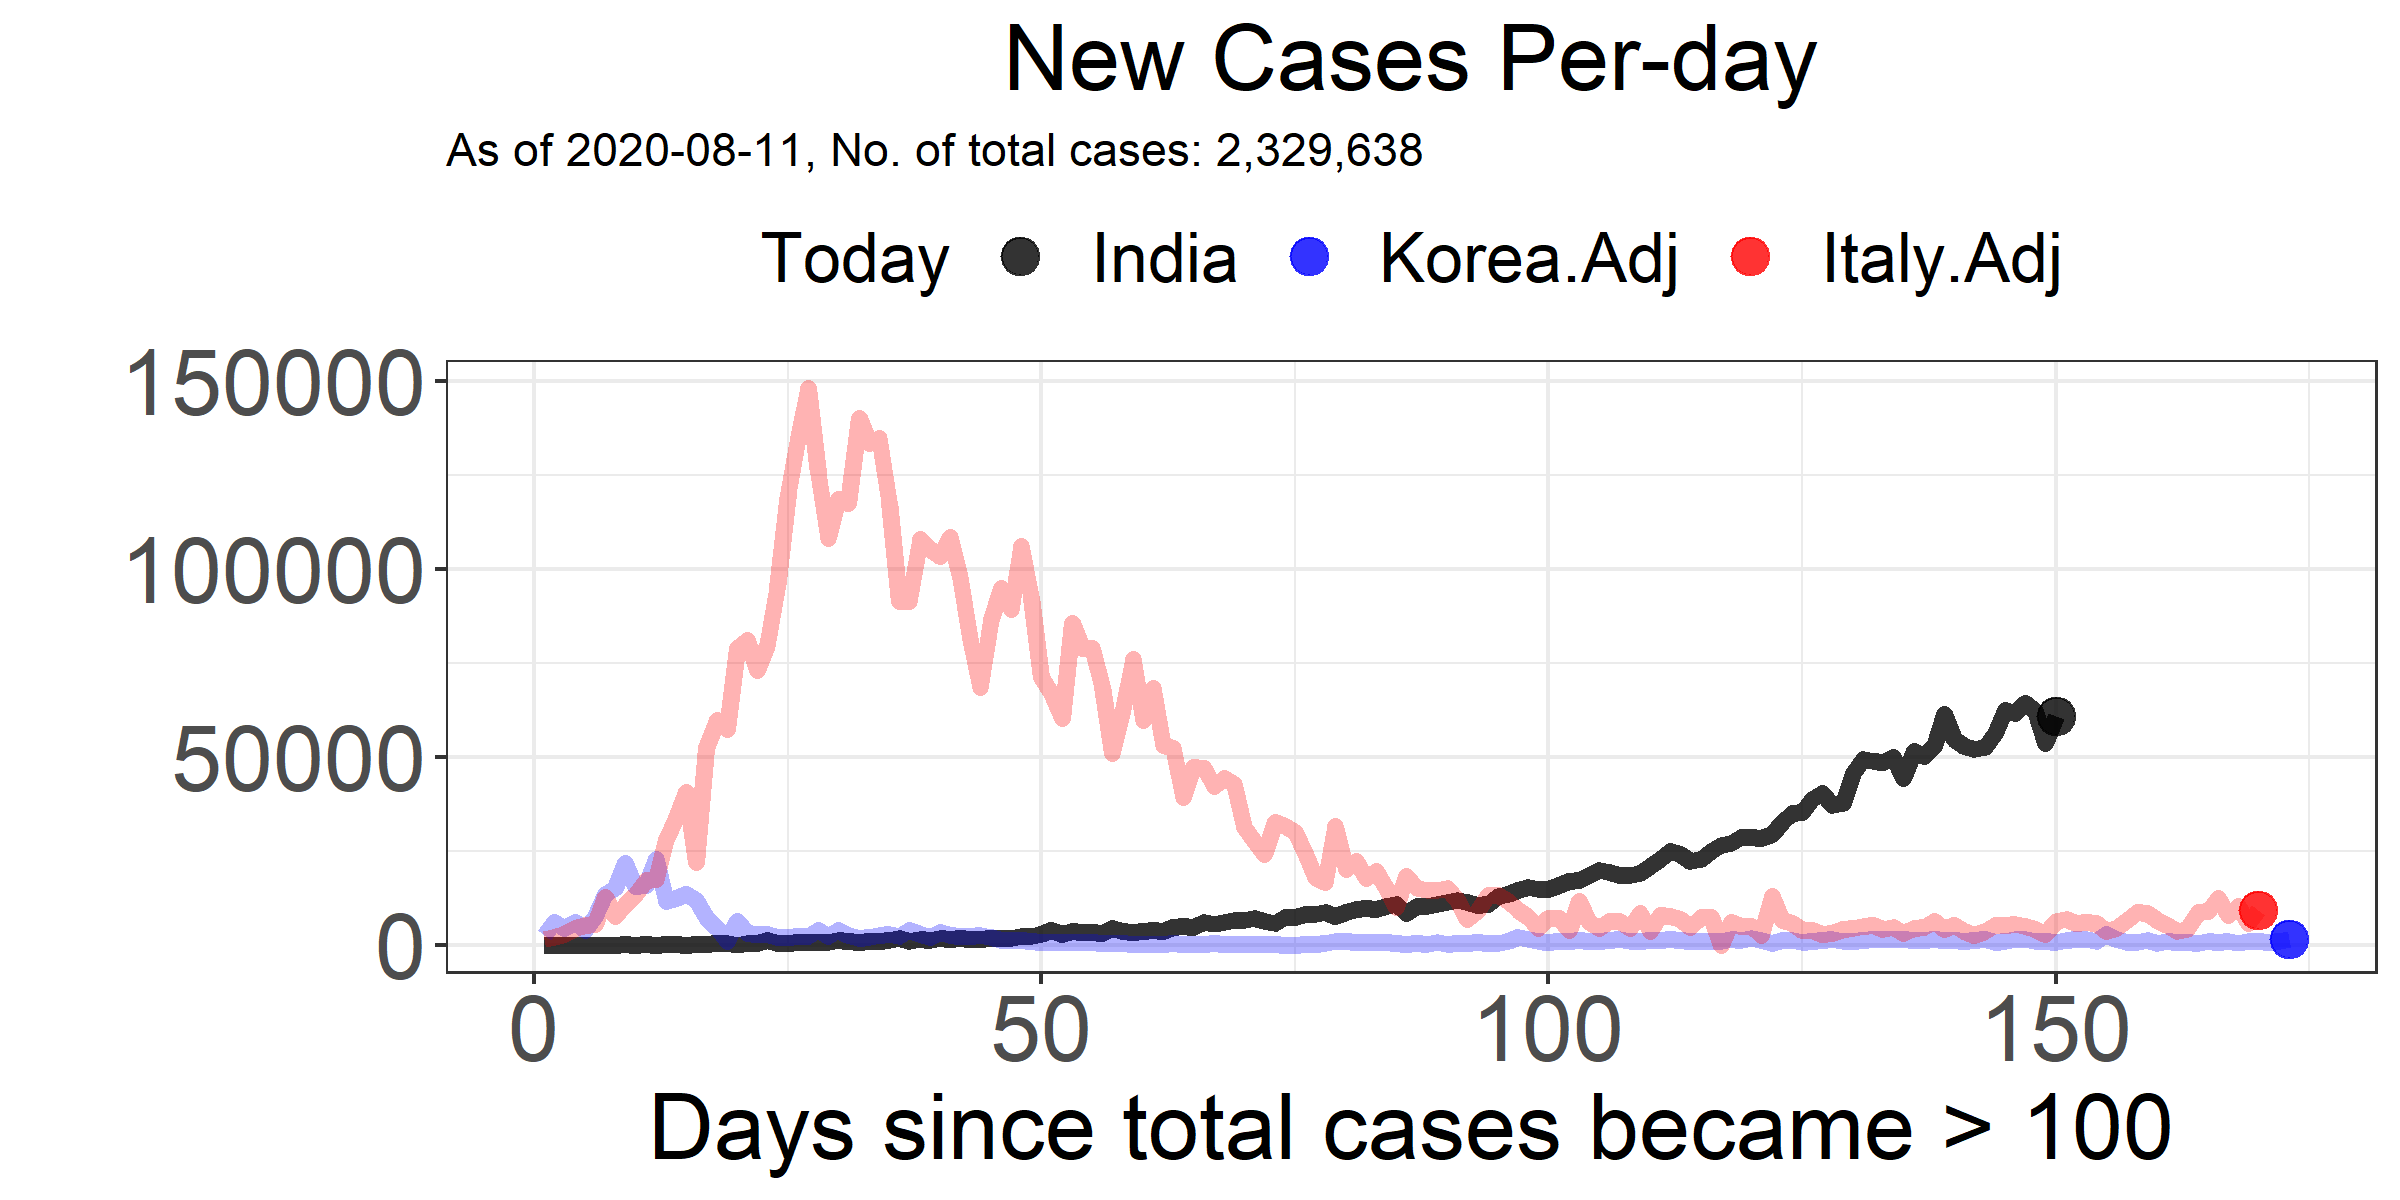 New Cases Per-day
As of 2020-08-11, No. of total cases: 2,329,638
Today India Korea.Adj Italy.Adj
150000
100000
50000
0
0 50 100 150
Days since total cases became > 100